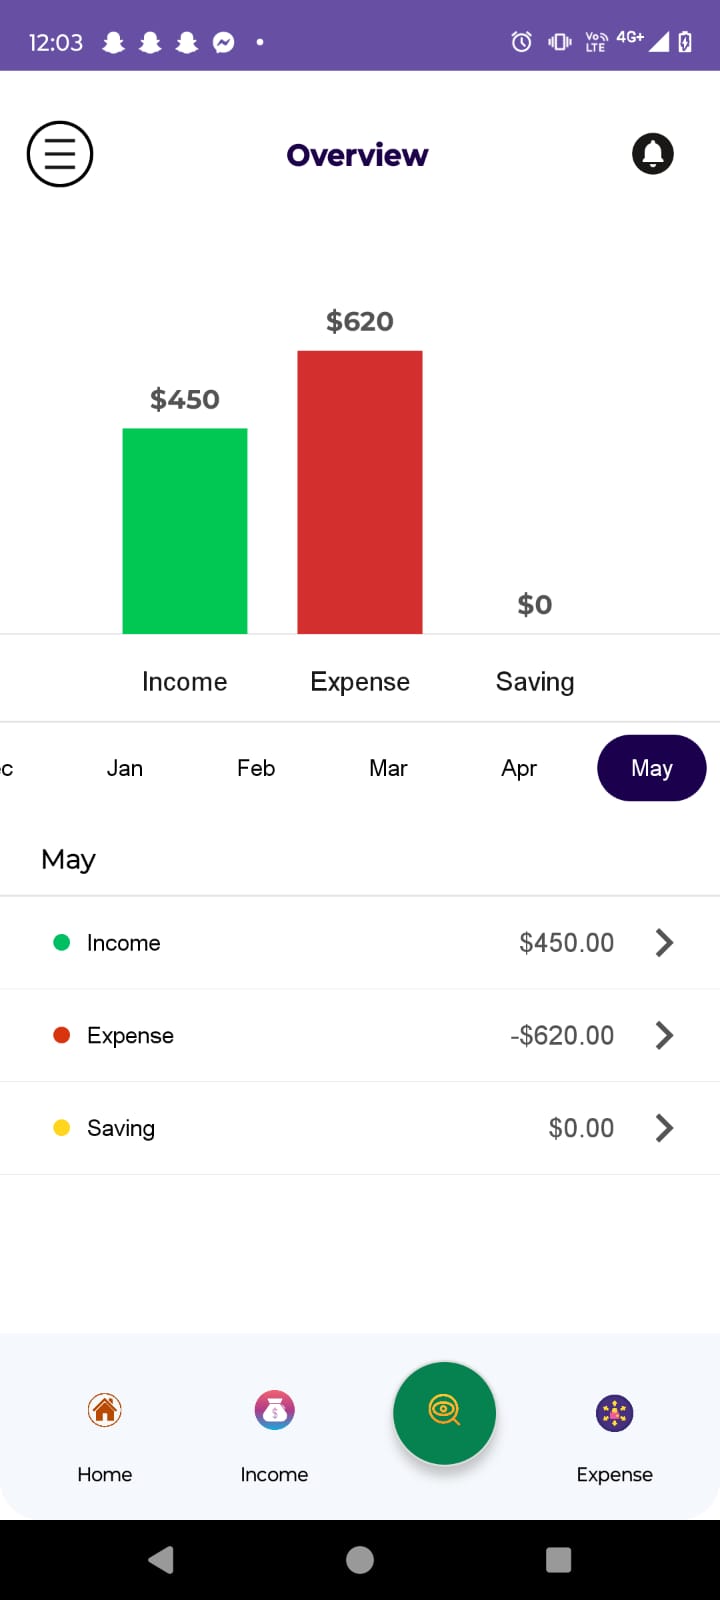 12:03
Vo)) LTE 4G+
Overview
$620
$450
$0
Income Expense Saving
c Jan Feb Mar Apr May
May
Income $450.00
Expense -$620.00
Saving $0.00
$
Home Income Expense